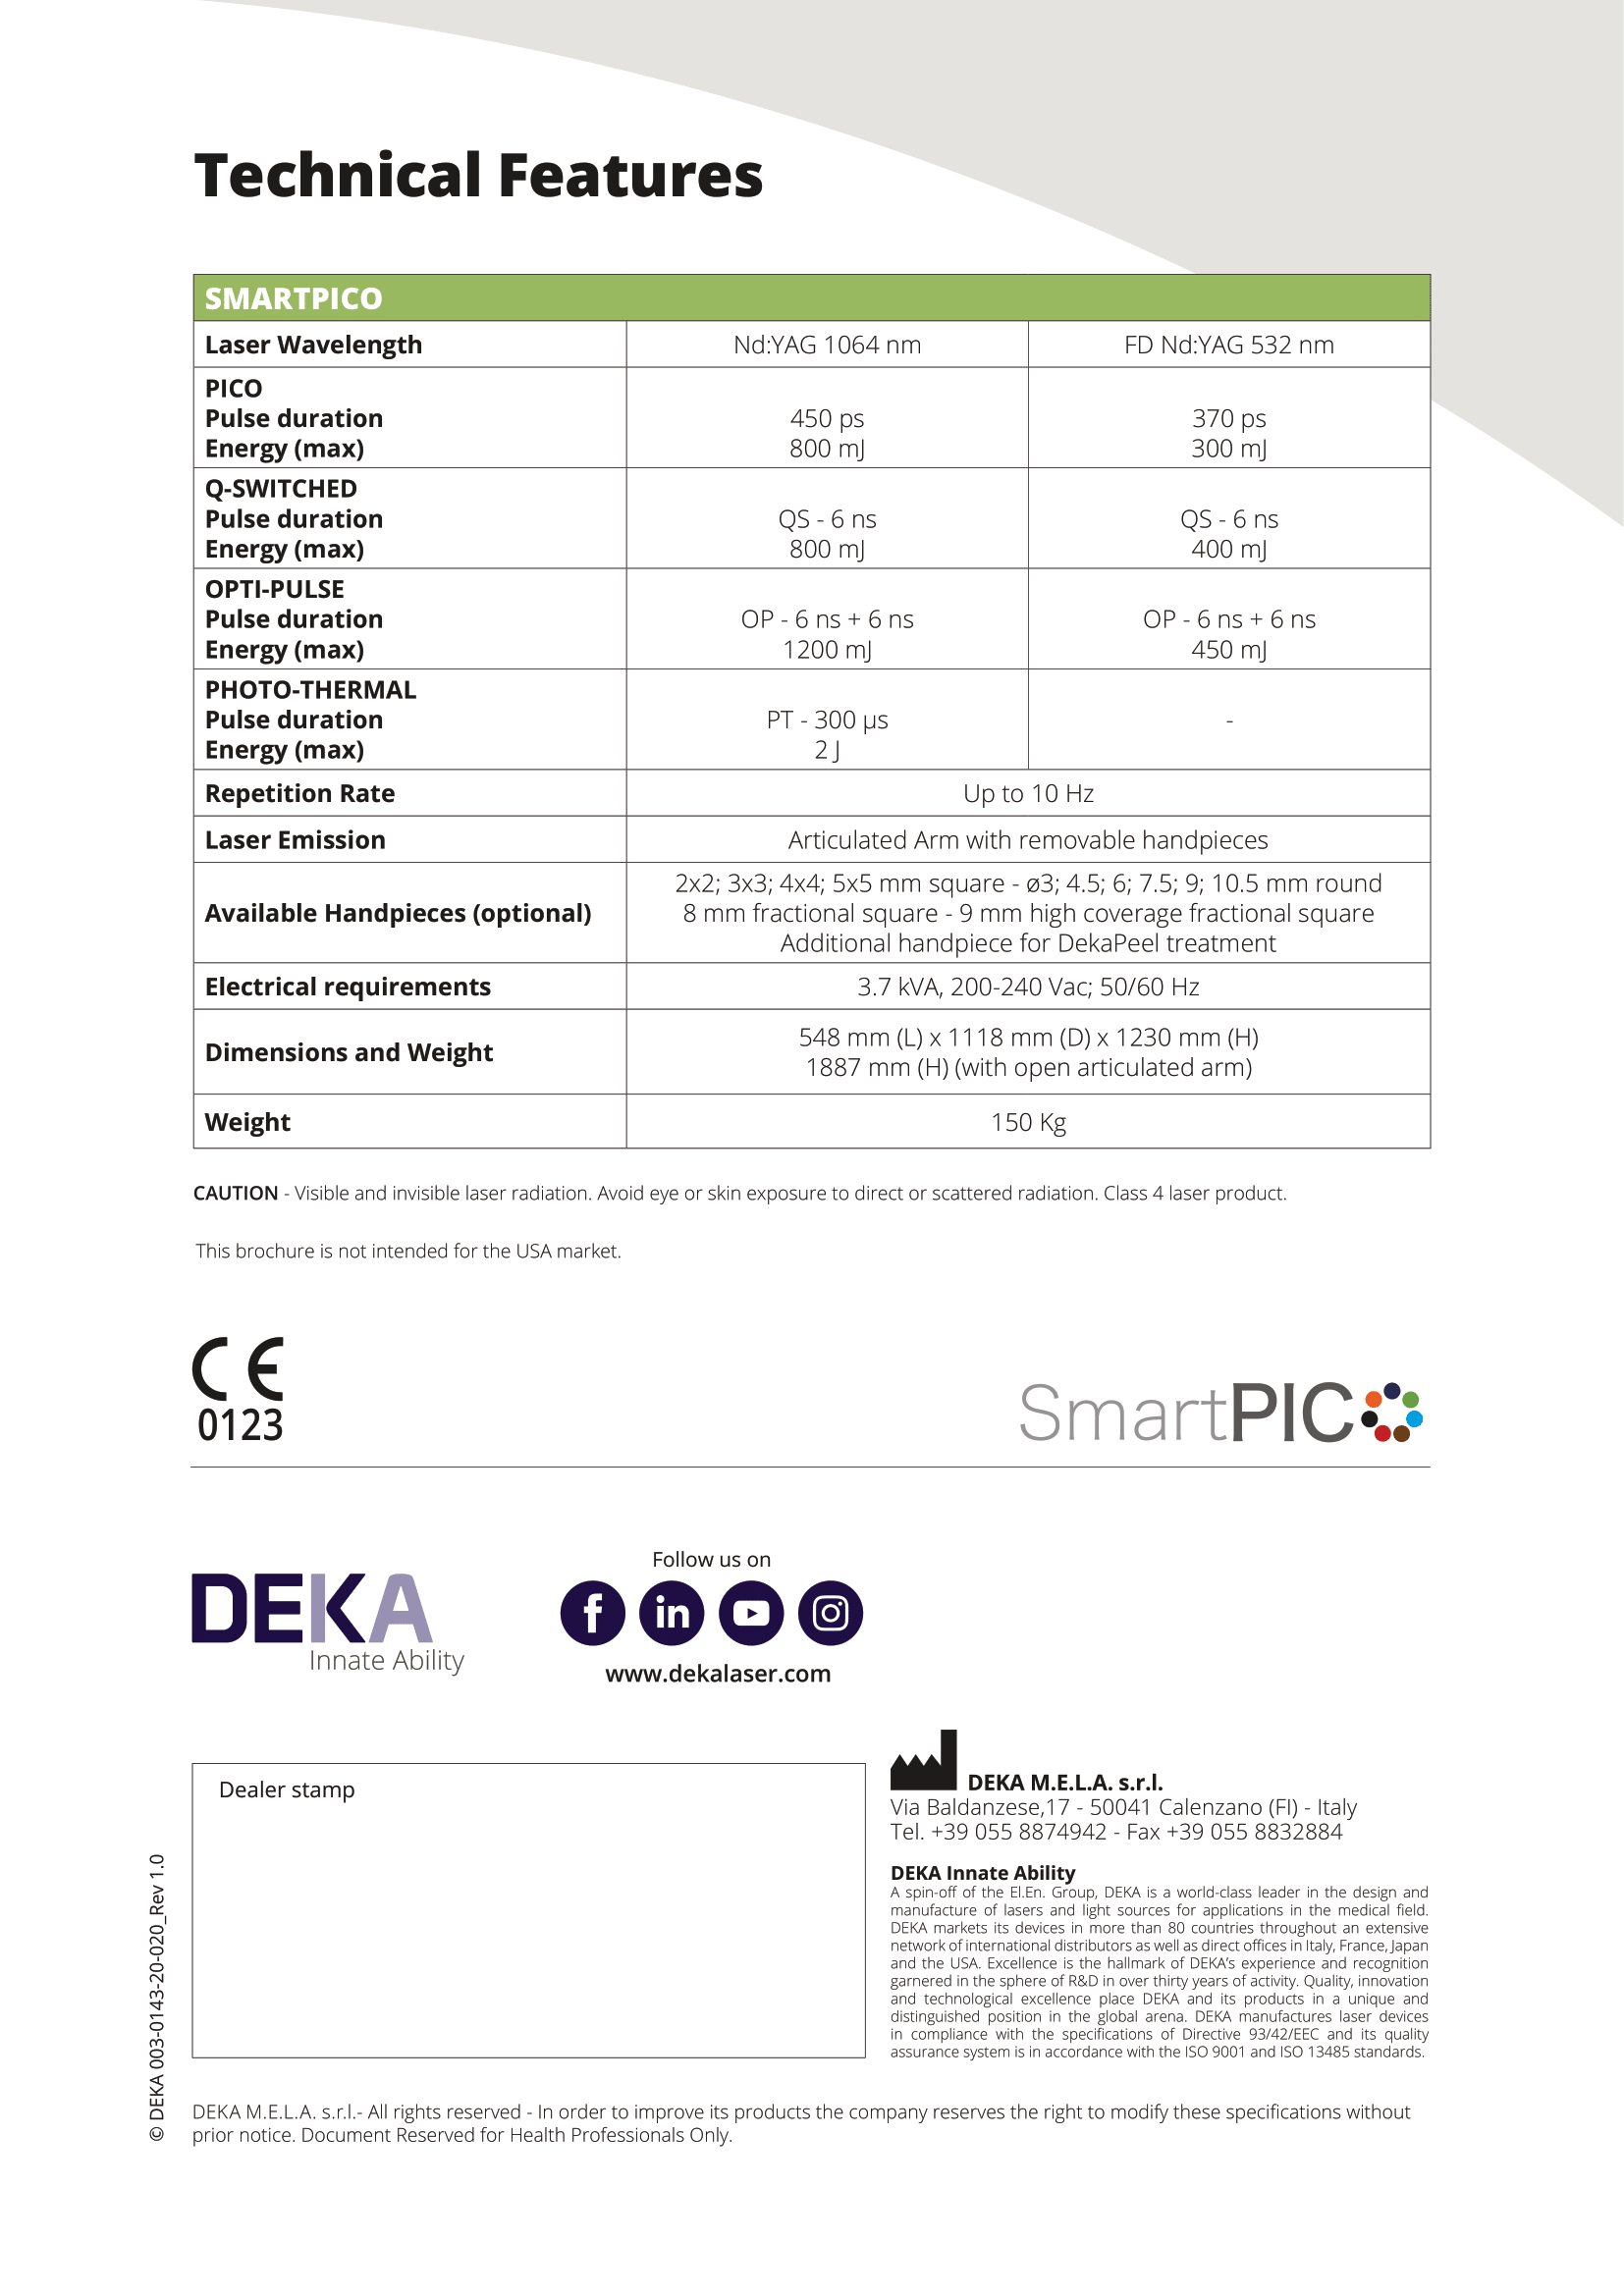 Technical Features
SMARTPICO
Laser Wavelength Nd:YAG 1064 nm FD Nd:YAG 532 nm
PICO
Pulse duration 450 ps 370 ps
Energy (max) 800 mJ 300 mJ
Q-SWITCHED
Pulse duration QS - 6 ns QS - 6 ns
Energy (max) 800 mJ 400 mJ
OPTI-PULSE
Pulse duration OP - 6 ns + 6 ns OP - 6 ns + 6 ns
Energy (max) 1200 mJ 450 mJ
PHOTO-THERMAL
Pulse duration PT - 300 µs -
Energy (max) 2 J
Repetition Rate Up to 10 Hz
Laser Emission Articulated Arm with removable handpieces
2x2; 3x3; 4x4; 5x5 mm square - ø3; 4.5; 6; 7.5; 9; 10.5 mm round
Available Handpieces (optional) 8 mm fractional square - 9 mm high coverage fractional square
Additional handpiece for DekaPeel treatment
Electrical requirements 3.7 kVA, 200-240 Vac; 50/60 Hz
Dimensions and Weight 548 mm (L) x 1118 mm (D) x 1230 mm (H)
1887 mm (H) (with open articulated arm)
Weight 150 Kg
CAUTION - Visible and invisible laser radiation. Avoid eye or skin exposure to direct or scattered radiation. Class 4 laser product.
This brochure is not intended for the USA market.
CE
0123
SmartPICO
DEKA
Innate Ability
Follow us on
www.dekalaser.com
Dealer stamp
DEKA M.E.L.A. s.r.l.
Via Baldanzese,17 - 50041 Calenzano (FI) - Italy
Tel. +39 055 8874942 - Fax +39 055 8832884
DEKA Innate Ability
A spin-off of the El.En. Group, DEKA is a world-class leader in the design and
manufacture of lasers and light sources for applications in the medical field.
DEKA markets its devices in more than 80 countries throughout an extensive
network of international distributors as well as direct offices in Italy, France, Japan
and the USA. Excellence is the hallmark of DEKA’s experience and recognition
garnered in the sphere of R&D in over thirty years of activity. Quality, innovation
and technological excellence place DEKA and its products in a unique and
distinguished position in the global arena. DEKA manufactures laser devices
in compliance with the specifications of Directive 93/42/EEC and its quality
assurance system is in accordance with the ISO 9001 and ISO 13485 standards.
© DEKA 003-0143-20-020_Rev 1.0
DEKA M.E.L.A. s.r.l.- All rights reserved - In order to improve its products the company reserves the right to modify these specifications without
prior notice. Document Reserved for Health Professionals Only.